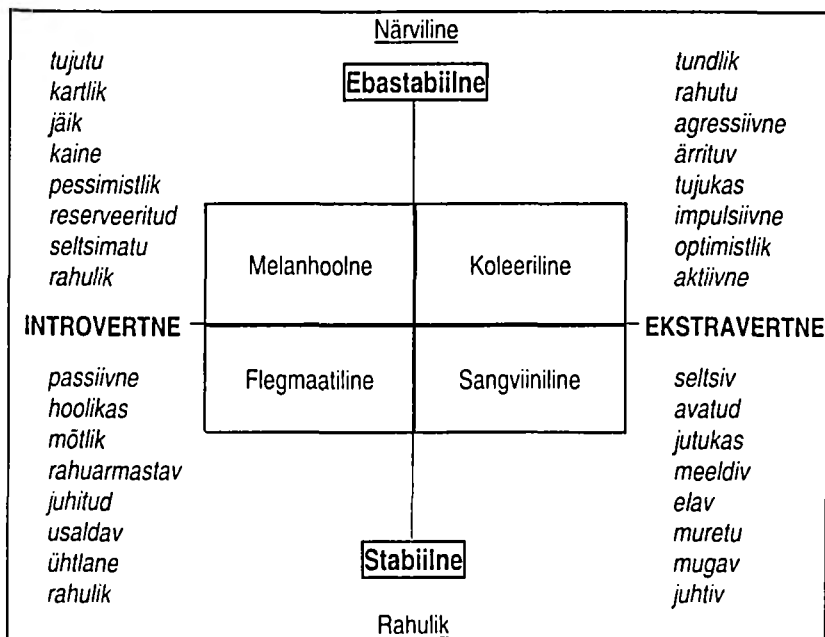 Närviline
Ebastabiilne
tujutu
kartlik
jäik
kaine
pessimistlik
reserveeritud
seltsimatu
rahulik
tundlik
rahutu
agressiivne
ärrituv
tujukas
impulsiivne
optimistlik
aktiivne
Melanhoolne
Koleeriline
INTROVERTNE
EKSTRAVERTNE
Flegmaatiline
Sangviiniline
passiivne
hoolikas
mõtlik
rahuarmastav
juhitud
usaldav
ühtlane
rahulik
seltsiv
avatud
jutukas
meeldiv
elav
muretu
mugav
juhtiv
Stabiilne
Rahulik